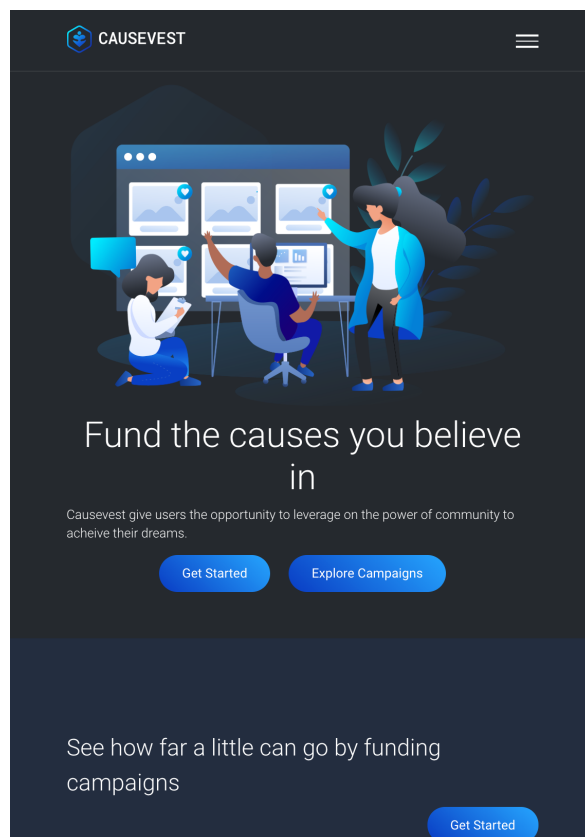 CAUSEVEST
Fund the causes you believe
in
Causevest give users the opportunity to leverage on the power of community to
acheive their dreams.
Get Started
Explore Campaigns
See how far a little can go by funding
campaigns
Get Started